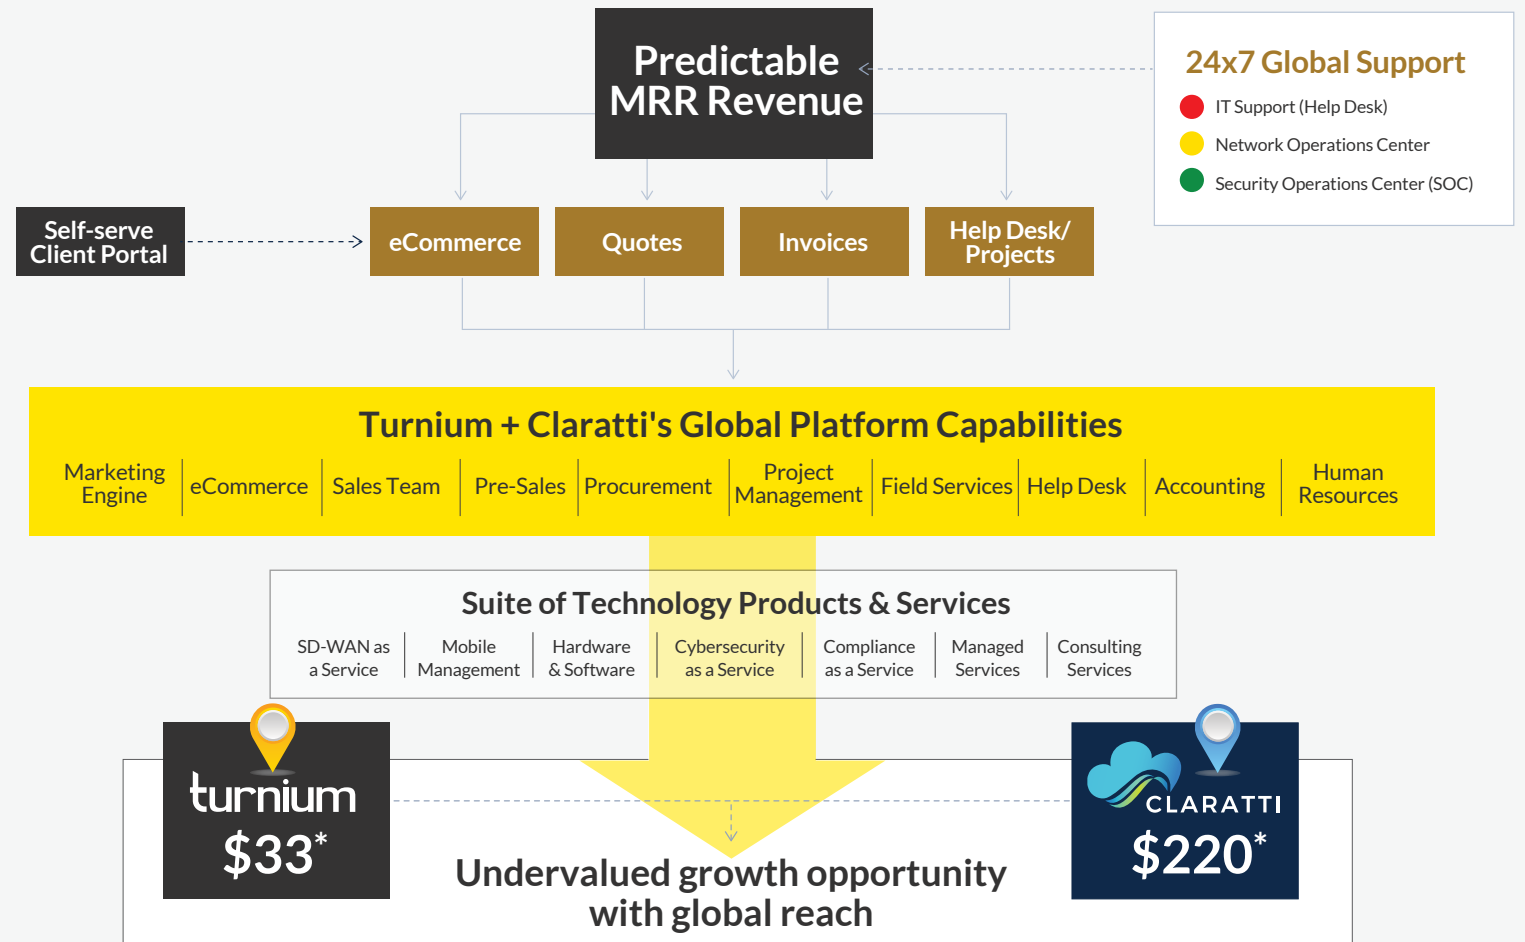 Predictable
MRR Revenue
24x7 Global Support
IT Support (Help Desk)
Network Operations Center
Security Operations Center (SOC)
Self-serve
Client Portal
eCommerce
Quotes
Invoices
Help Desk/
Projects
Turnium + Claratti's Global Platform Capabilities
Marketing
Engine
eCommerce
Sales Team
Pre-Sales
Procurement
Project
Management
Field Services
Help Desk
Accounting
Human
Resources
Suite of Technology Products & Services
SD-WAN as
a Service
Mobile
Management
Hardware
& Software
Cybersecurity
as a Service
Compliance
as a Service
Managed
Services
Consulting
Services
turnium
$33*
CLARATTI
$220*
Undervalued growth opportunity
with global reach